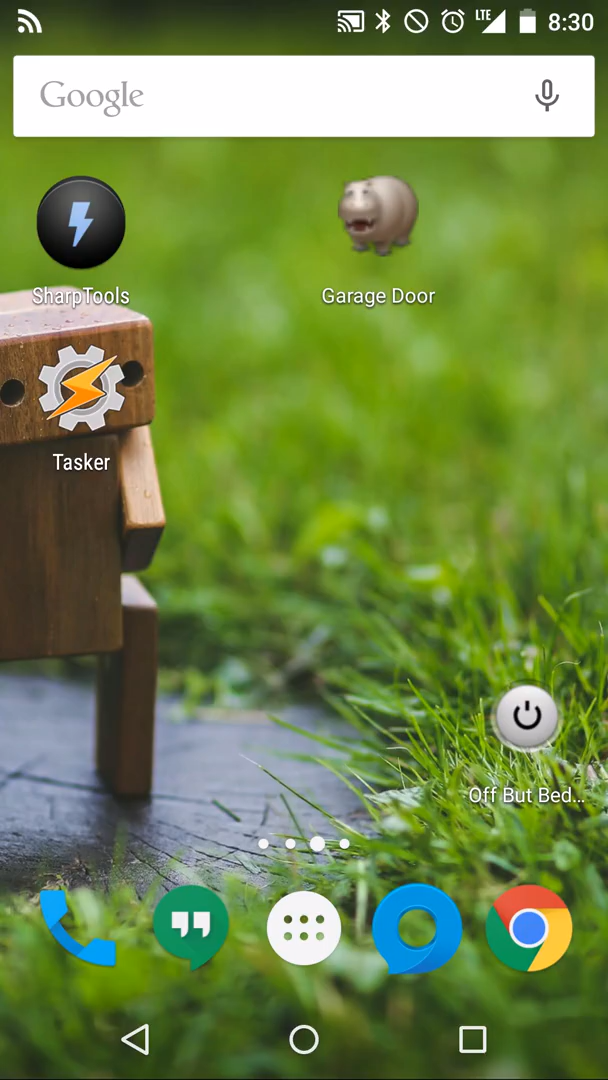 LTE 8:30
Google
SharpTools
Garage Door
Tasker
Off But Bed...